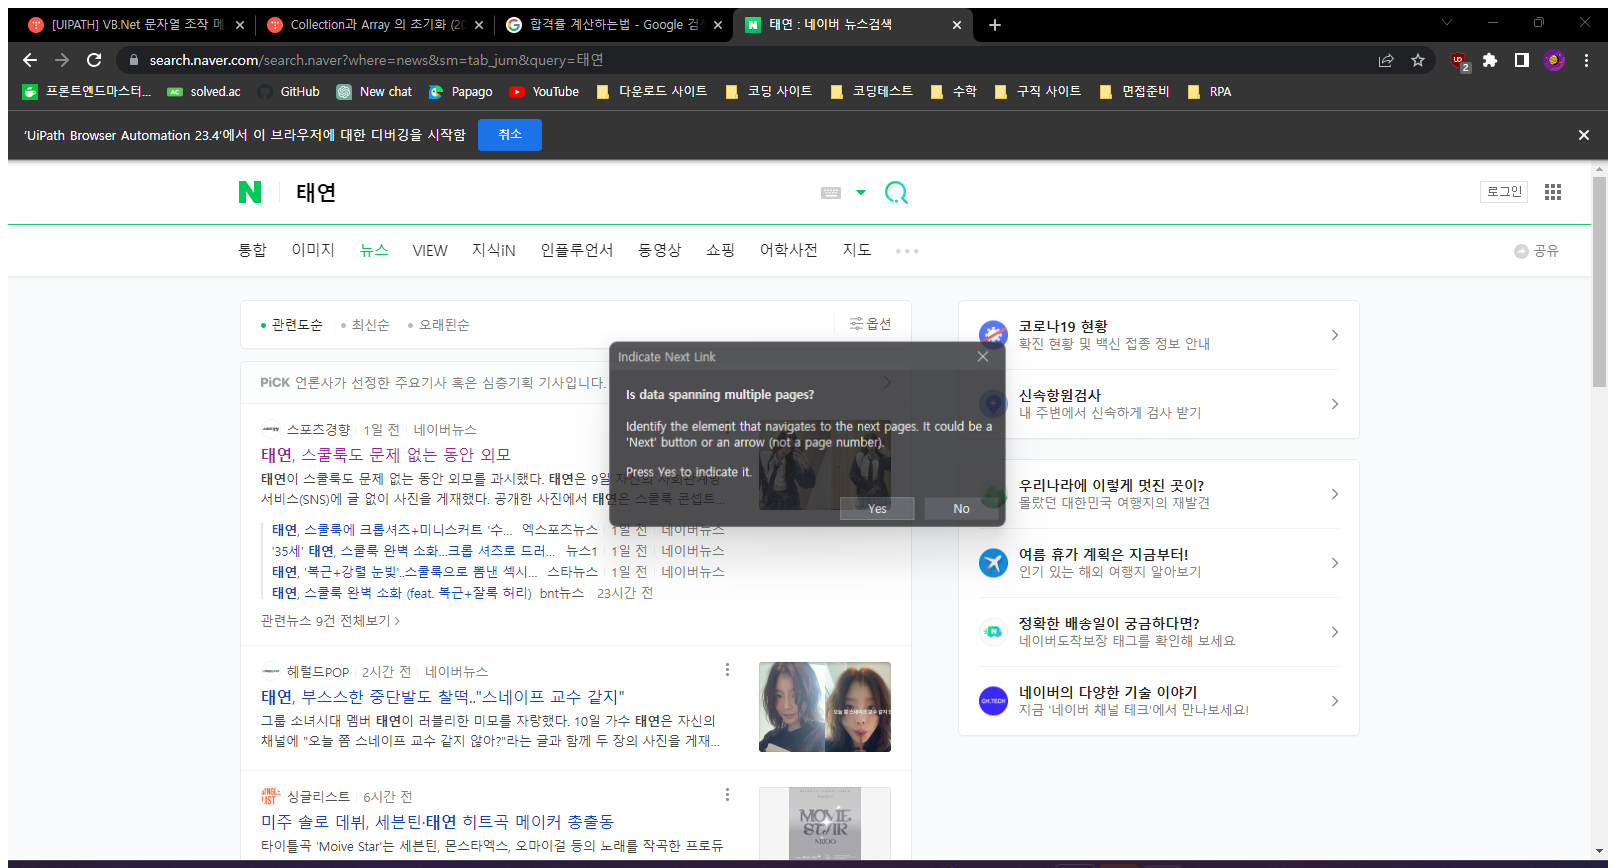 [UIPATH] VB.Net 문자열 조작 메
Collection과 Array 의 초기화 (20
합격률 계산하는법 - Google 검색
태연 : 네이버 뉴스검색
search.naver.com/search.naver?where=news&sm=tab_jum&query=태연
2
프론트엔드마스터...
solved.ac
GitHub
New chat
Papago
YouTube
다운로드 사이트
코딩 사이트
코딩테스트
수학
구직 사이트
면접준비
RPA
'UiPath Browser Automation 23.4'에서 이 브라우저에 대한 디버깅을 시작함
취소
N 태연
로그인
통합 이미지 뉴스 VIEW 지식iN 인플루언서 동영상 쇼핑 어학사전 지도
공유
관련도순 최신순 오래된순
옵션
PiCK 언론사가 선정한 주요기사 혹은 심층기획 기사입니다.
스포츠경향 1일 전 네이버뉴스
태연, 스쿨룩도 문제 없는 동안 외모
태연이 스쿨룩도 문제 없는 동안 외모를 과시했다. 태연은 9일 자신의 사회관계망
서비스(SNS)에 글 없이 사진을 게재했다. 공개한 사진에서 태연은 스쿨룩 콘셉트...
태연, 스쿨룩에 크롭셔츠+미니스커트 '수... 엑스포츠뉴스 1일 전 네이버뉴스
'35세' 태연, 스쿨룩 완벽 소화...크롭 셔츠로 드러... 뉴스1 1일 전 네이버뉴스
태연, '복근+강렬 눈빛'..스쿨룩으로 뽐낸 섹시... 스타뉴스 1일 전 네이버뉴스
태연, 스쿨룩 완벽 소화 (feat. 복근+잘록 허리) bnt뉴스 23시간 전
관련뉴스 9건 전체보기 >
Indicate Next Link
Is data spanning multiple pages?
Identify the element that navigates to the next pages. It could be a
'Next' button or an arrow (not a page number).
Press Yes to indicate it.
Yes
No
헤럴드POP 2시간 전 네이버뉴스
태연, 부스스한 중단발도 찰떡.."스네이프 교수 같지"
그룹 소녀시대 멤버 태연이 러블리한 미모를 자랑했다. 10일 가수 태연은 자신의
채널에 "오늘 쫌 스네이프 교수 같지 않아?"라는 글과 함께 두 장의 사진을 게재...
싱글리스트 6시간 전
미주 솔로 데뷔, 세븐틴·태연 히트곡 메이커 총출동
타이틀곡 'Moive Star'는 세븐틴, 몬스타엑스, 오마이걸 등의 노래를 작곡한 프로듀
MOVIE
STAR
MIJOO
코로나19 현황
확진 현황 및 백신 접종 정보 안내
신속항원검사
내 주변에서 신속하게 검사 받기
우리나라에 이렇게 멋진 곳이?
몰랐던 대한민국 여행지의 재발견
여름 휴가 계획은 지금부터!
인기 있는 해외 여행지 알아보기
정확한 배송일이 궁금하다면?
네이버도착보장 태그를 확인해 보세요
CH.TECH
네이버의 다양한 기술 이야기
지금 '네이버 채널 테크'에서 만나보세요!